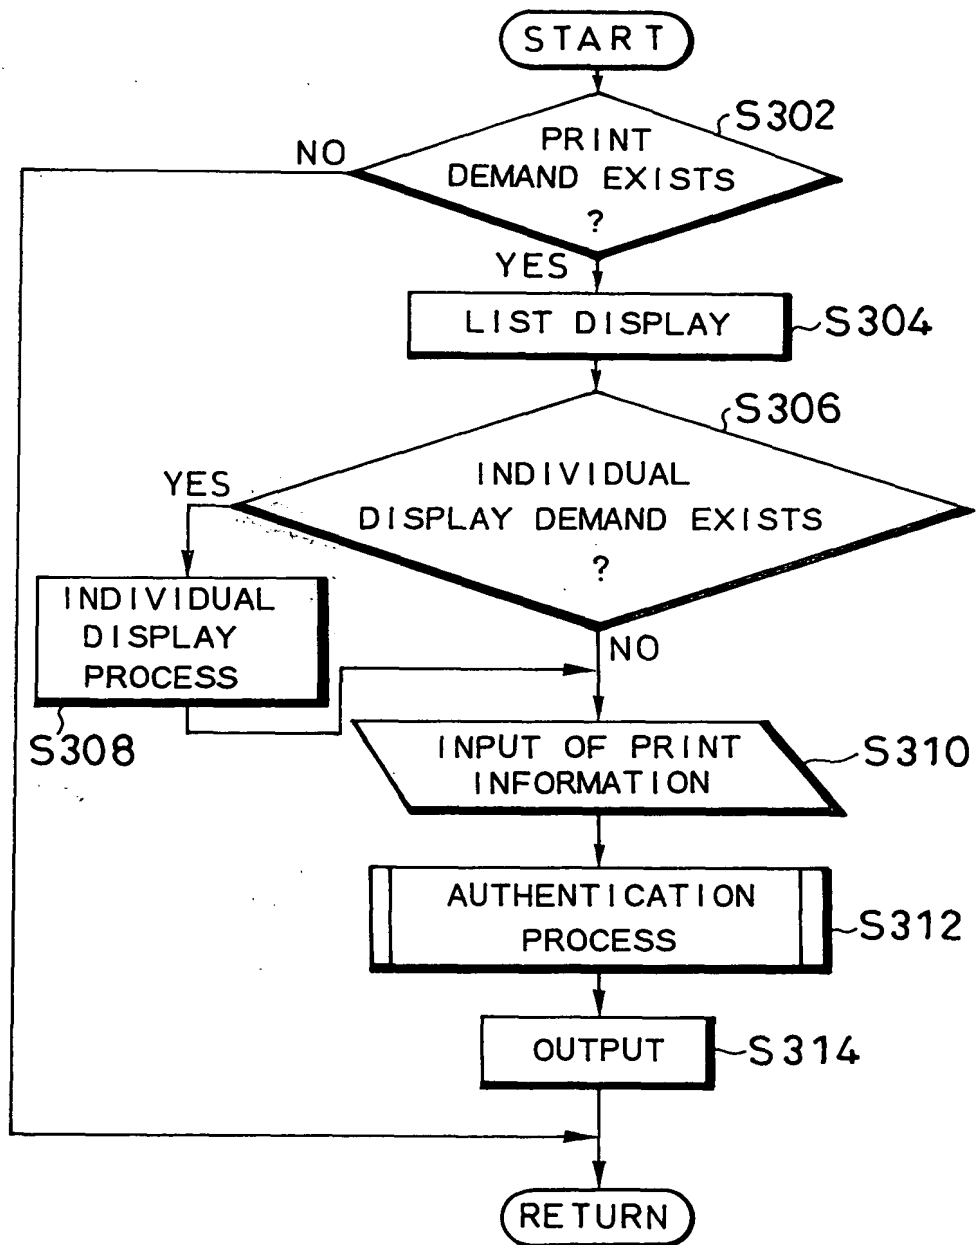 START
S302
NO
PRINT
DEMAND EXISTS
?
YES
LIST DISPLAY
S304
S306
YES
INDIVIDUAL
DISPLAY DEMAND EXISTS
?
INDIVIDUAL
DISPLAY
PROCESS
NO
S308
INPUT OF PRINT
INFORMATION
S310
AUTHENTICATION
PROCESS
S312
OUTPUT
S314
RETURN